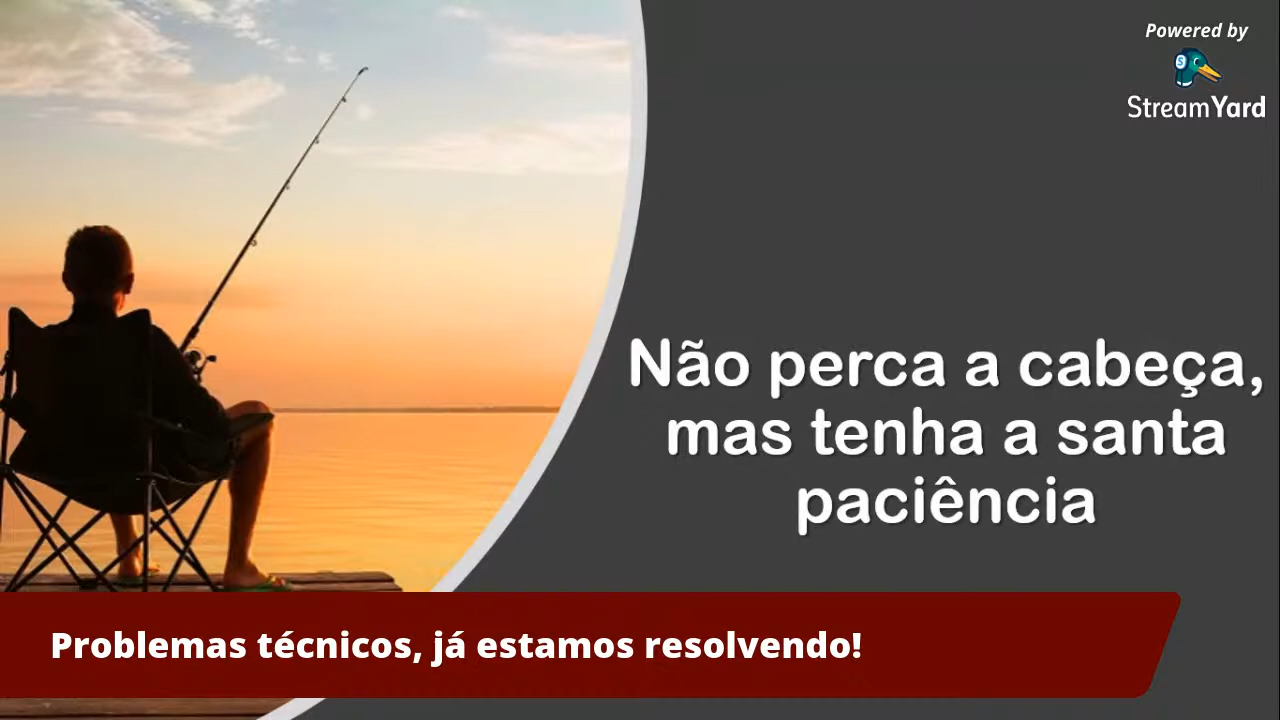 Powered by
StreamYard
Não perca a cabeça,
mas tenha a santa
paciência
Problemas técnicos, já estamos resolvendo!